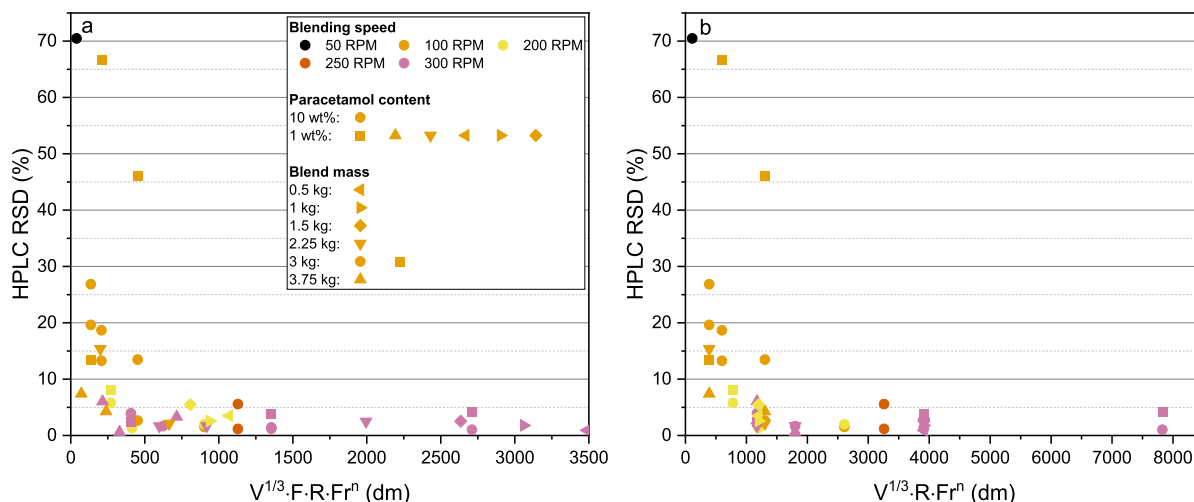 a
HPLC RSD (%)
70
60
50
40
30
20
10
0
0
500
1000
1500
2000
2500
3000
3500
V^1/3·F·R·Fr^n (dm)
Blending speed
50 RPM 100 RPM 200 RPM
250 RPM 300 RPM
Paracetamol content
10 wt%:
1 wt%:
Blend mass
0.5 kg:
1 kg:
1.5 kg:
2.25 kg:
3 kg:
3.75 kg:
b
HPLC RSD (%)
70
60
50
40
30
20
10
0
0
1000
2000
3000
4000
5000
6000
7000
8000
V^1/3·R·Fr^n (dm)